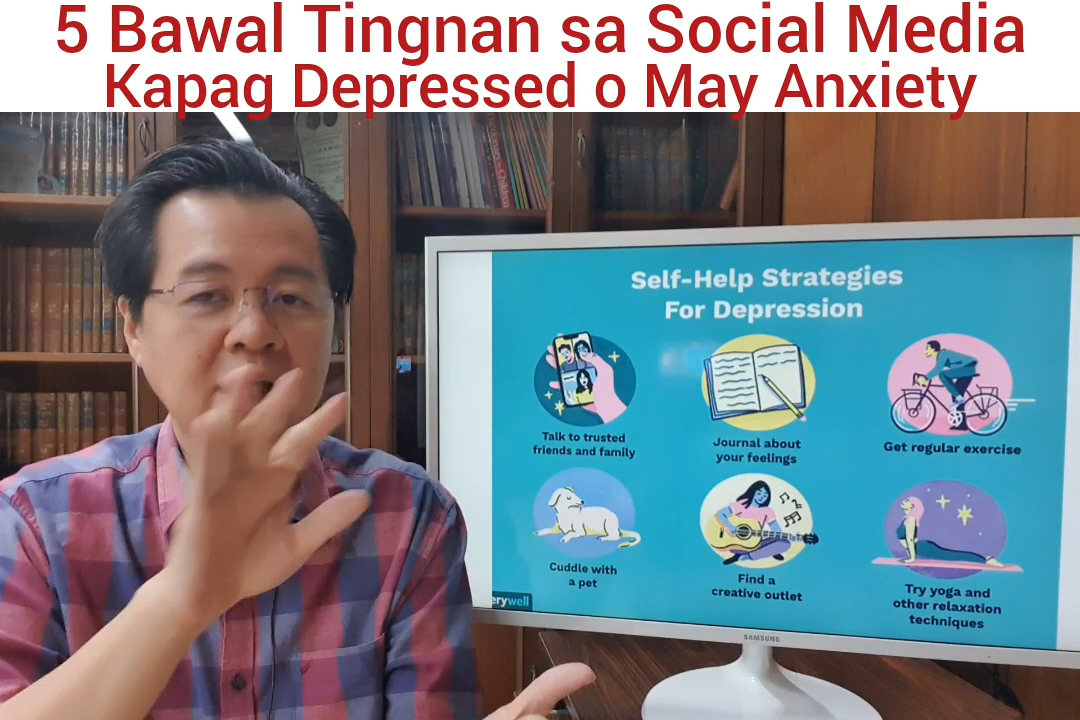 5 Bawal Tingnan sa Social Media
Kapag Depressed o May Anxiety
Self-Help Strategies
For Depression
Talk to trusted
friends and family
Journal about
your feelings
Get regular exercise
Cuddle with
a pet
Find a
creative outlet
Try yoga and
other relaxation
techniques
erywell
SAMSUNG